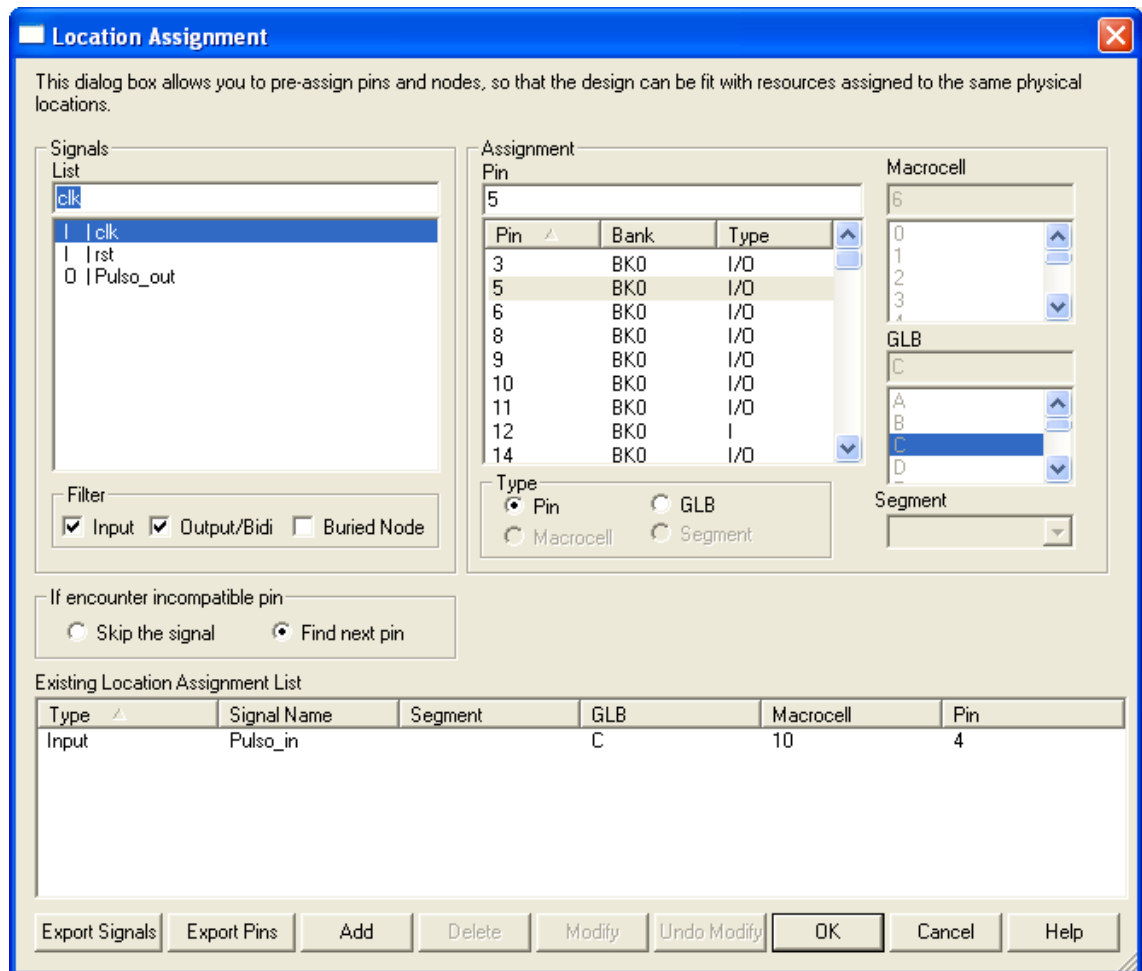 Location Assignment
This dialog box allows you to pre-assign pins and nodes, so that the design can be fit with resources assigned to the same physical
locations.
Signals
List
clk
I | clk
I | rst
O | Pulso_out
Filter
Input Output/Bidi Buried Node
Assignment
Pin
5
Pin Bank Type
3 BK0 I/O
5 BK0 I/O
6 BK0 I/O
8 BK0 I/O
9 BK0 I/O
10 BK0 I/O
11 BK0 I/O
12 BK0 I
14 BK0 I/O
Type
Pin GLB
Macrocell Segment
Macrocell
6
0
1
2
3
4
GLB
C
A
B
C
D
Segment
If encounter incompatible pin
Skip the signal Find next pin
Existing Location Assignment List
Type Signal Name Segment GLB Macrocell Pin
Input Pulso_in C 10 4
Export Signals Export Pins Add Delete Modify Undo Modify OK Cancel Help